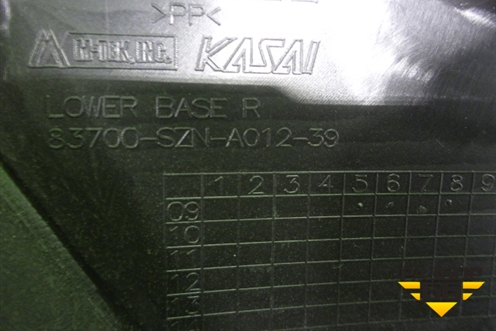 >PP<
M-TEK, INC. KASAI
LOWER BASE R
83700-SZN-A012-39
1 2 3 4 5 6 7 8 9
09
10
11
12